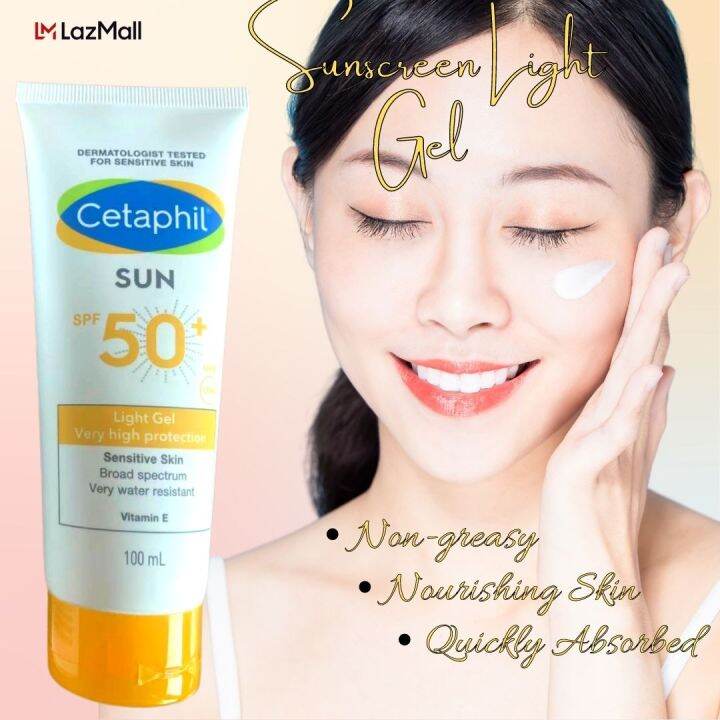 LM LazMall
Sunscreen Light
Gel
DERMATOLOGIST TESTED
FOR SENSITIVE SKIN
Cetaphil
SUN
SPF 50+
Light Gel
Very high protection
Sensitive Skin
Broad spectrum
Very water resistant
Vitamin E
100 mL
• Non-greasy
• Nourishing Skin
• Quickly Absorbed